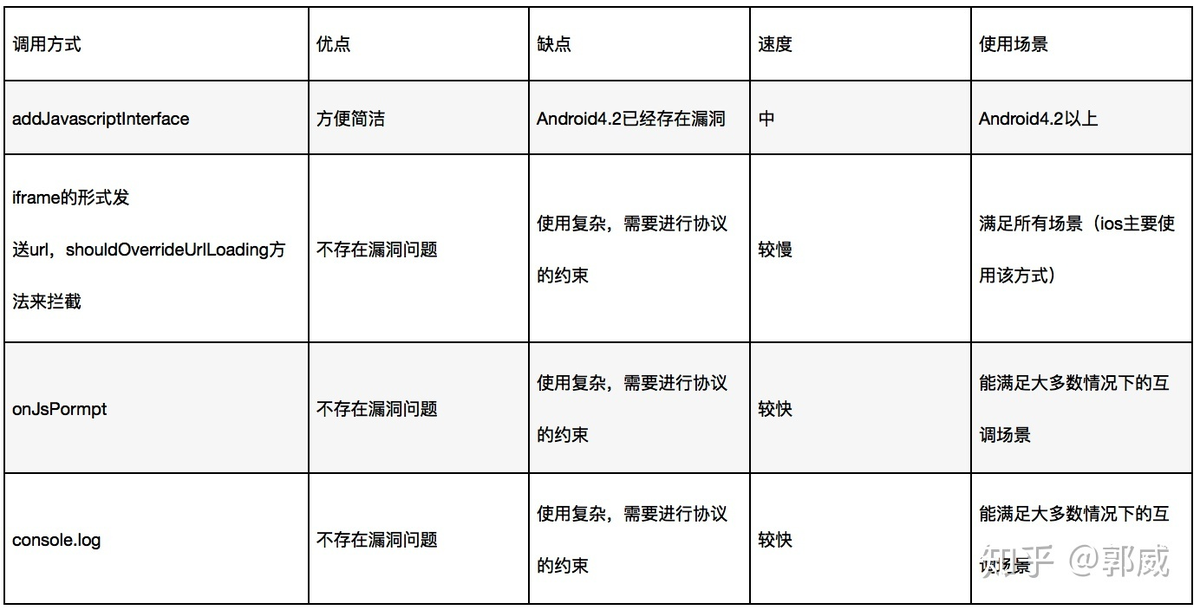 调用方式 优点 缺点 速度 使用场景
addJavascriptInterface 方便简洁 Android4.2已经存在漏洞 中 Android4.2以上
iframe的形式发
送url，shouldOverrideUrlLoading方
法来拦截
不存在漏洞问题
使用复杂，需要进行协议
的约束
较慢
满足所有场景（ios主要使
用该方式）
onJsPormpt
不存在漏洞问题
使用复杂，需要进行协议
的约束
较快
能满足大多数情况下的互
调场景
console.log
不存在漏洞问题
使用复杂，需要进行协议
的约束
较快
能满足大多数情况下的互
调场景
知乎 @郭威